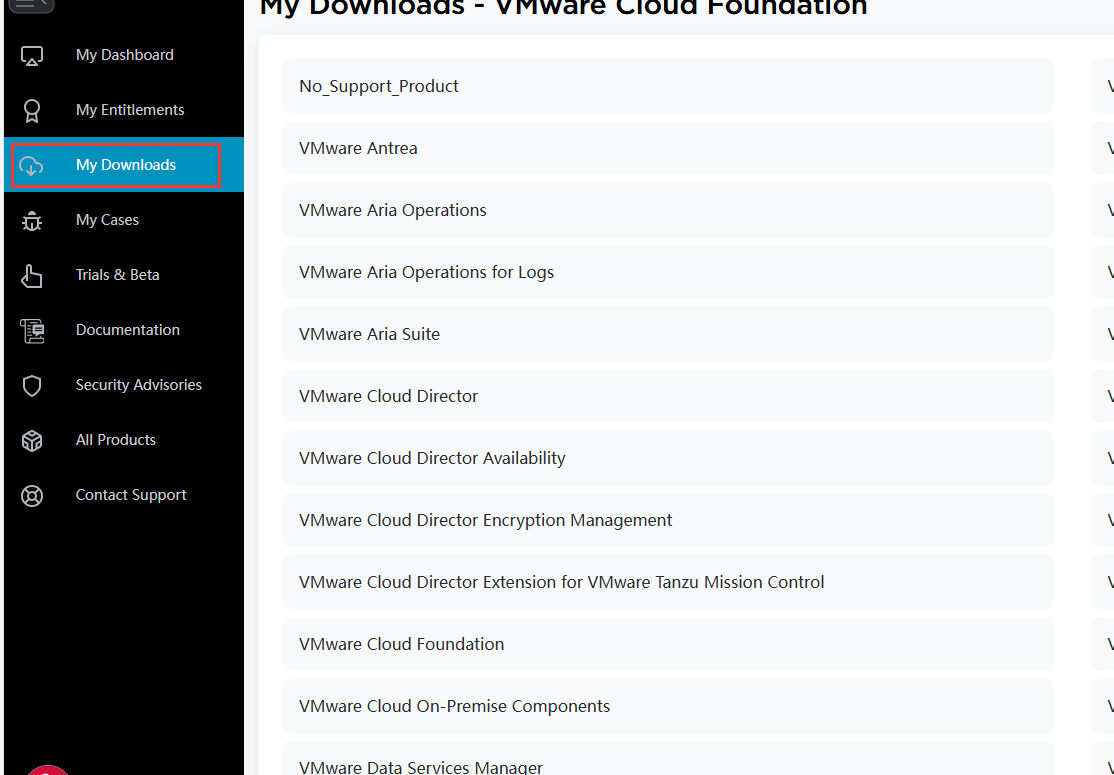 My Downloads - VMware Cloud Foundation
My Dashboard
My Entitlements
My Downloads
My Cases
Trials & Beta
Documentation
Security Advisories
All Products
Contact Support
No_Support_Product
VMware Antrea
VMware Aria Operations
VMware Aria Operations for Logs
VMware Aria Suite
VMware Cloud Director
VMware Cloud Director Availability
VMware Cloud Director Encryption Management
VMware Cloud Director Extension for VMware Tanzu Mission Control
VMware Cloud Foundation
VMware Cloud On-Premise Components
VMware Data Services Manager